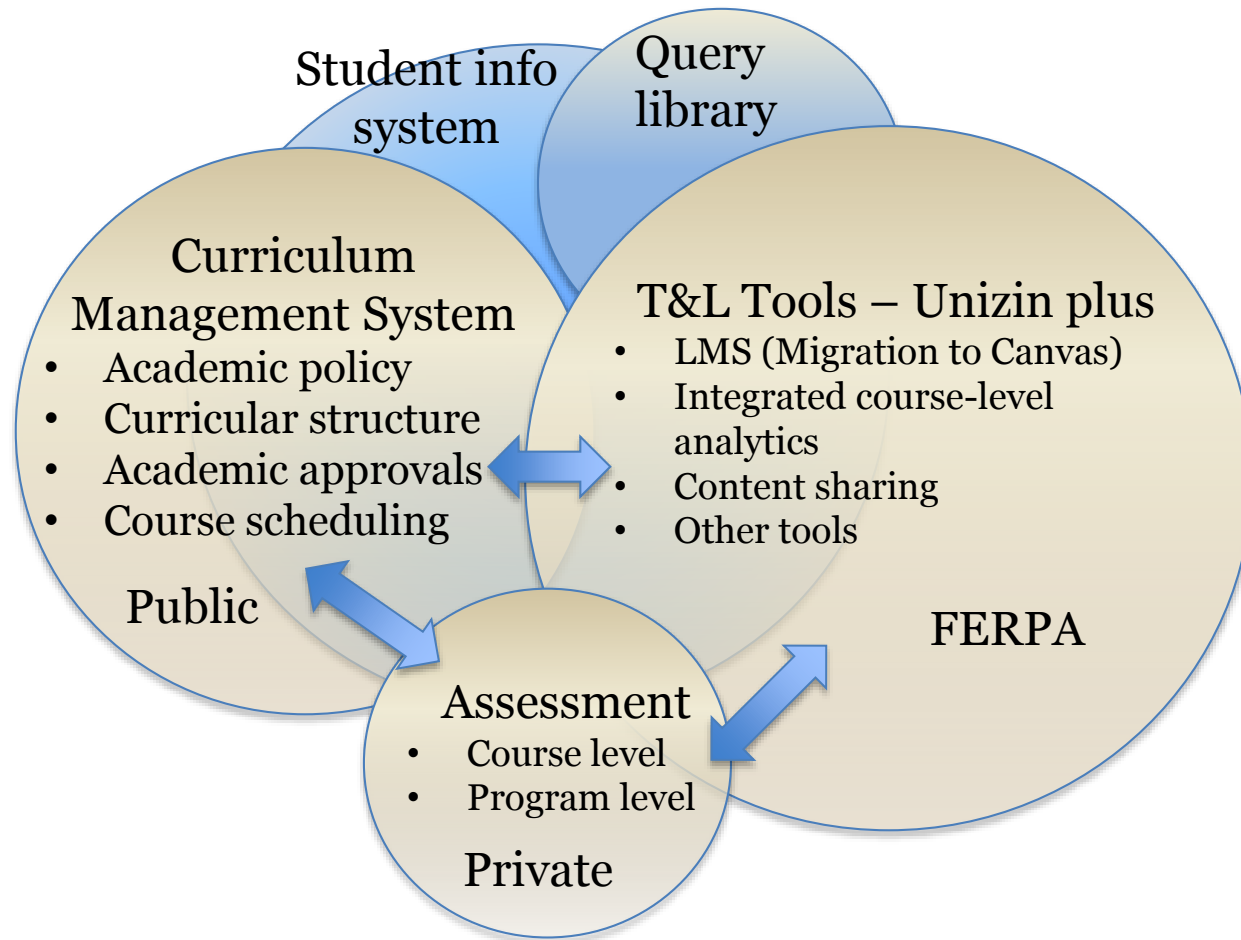 Student info
system
Query
library
Curriculum
Management System
• Academic policy
• Curricular structure
• Academic approvals
• Course scheduling
Public
T&L Tools – Unizin plus
• LMS (Migration to Canvas)
• Integrated course-level
analytics
• Content sharing
• Other tools
FERPA
Assessment
• Course level
• Program level
Private